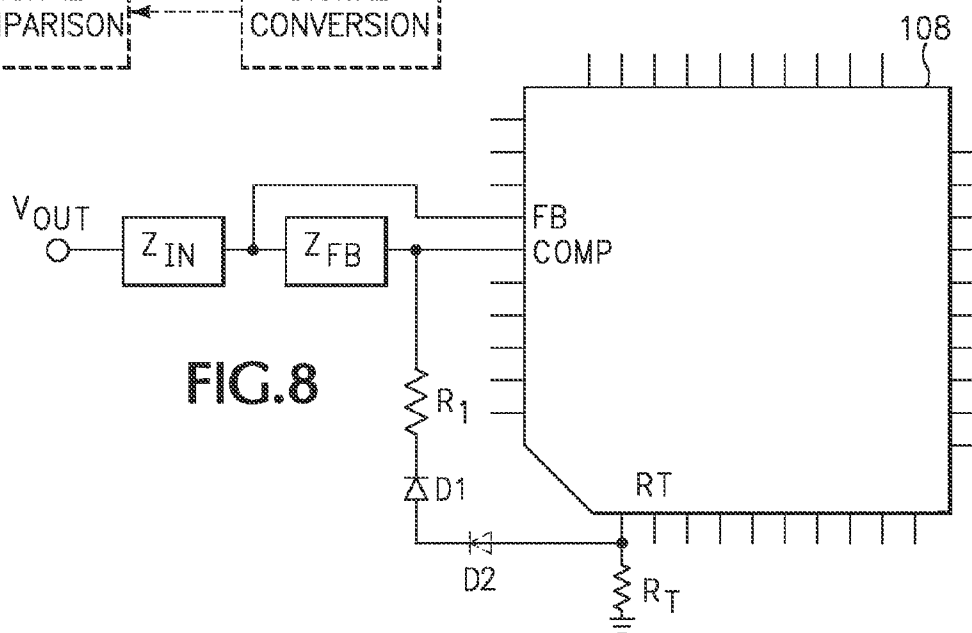 PARISON
CONVERSION
108
VOUT
ZIN
ZFB
FB
COMP
FIG.8
R1
D1
RT
D2
RT